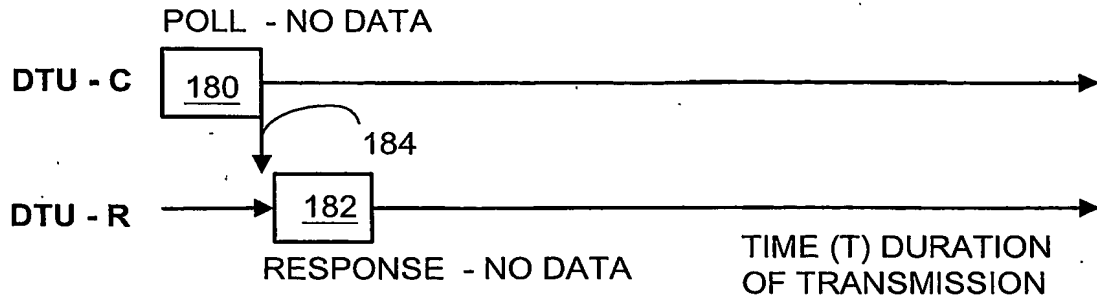 POLL - NO DATA
DTU - C
180
184
DTU - R
182
RESPONSE - NO DATA
TIME (T) DURATION
OF TRANSMISSION